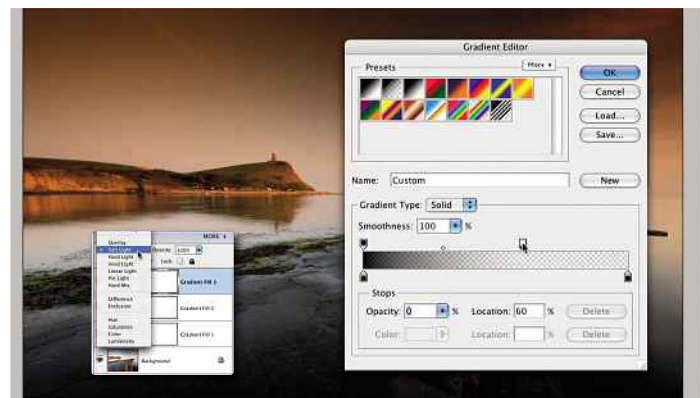 Gradient Editor
Presets
More
OK
Cancel
Load...
Save...
Name: Custom
New
Gradient Type: Solid
Smoothness: 100 %
Stops
Opacity: 0 % Location: 60 % Delete
Color: Location: % Delete
MORE
Overlay
Soft Light
Hard Light
Vivid Light
Linear Light
Pin Light
Hard Mix
Difference
Exclusion
Hue
Saturation
Color
Luminosity
Opacity: 100%
Lock:
Gradient Fill 3
Gradient Fill 2
Gradient Fill 1
Background